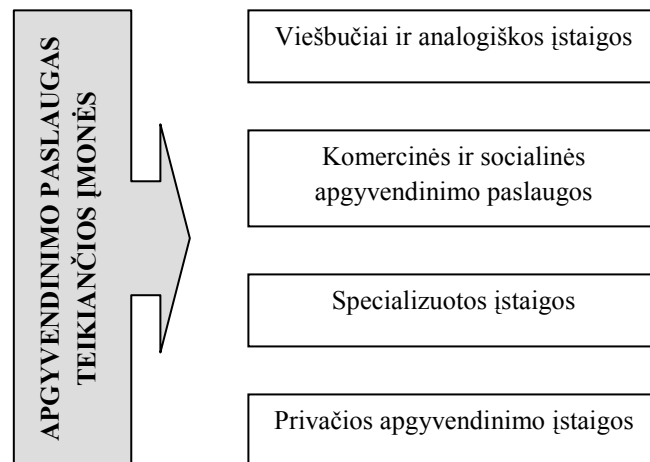 APGYVENDINIMO PASLAUGAS
TEIKIANČIOS ĮMONĖS
Viešbučiai ir analogiškos įstaigos
Komercinės ir socialinės
apgyvendinimo paslaugos
Specializuotos įstaigos
Privačios apgyvendinimo įstaigos